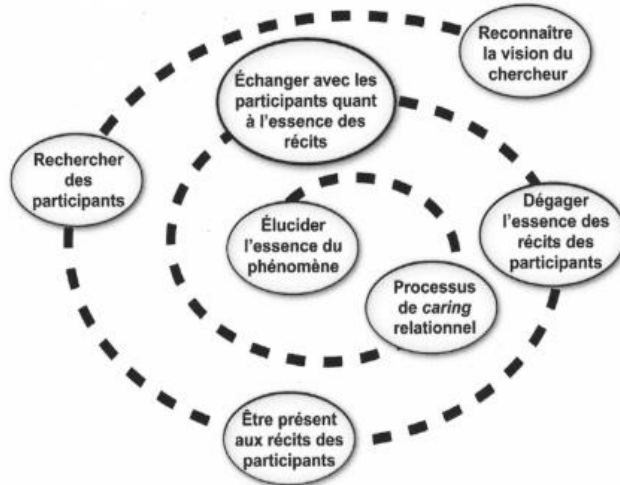 Reconnaître
la vision du
chercheur
Échanger avec les
participants quant
à l'essence des
récits
Rechercher
des
participants
Dégager
l'essence des
récits des
participants
Élucider
l'essence du
phénomène
Processus
de caring
relationnel
Être présent
aux récits des
participants